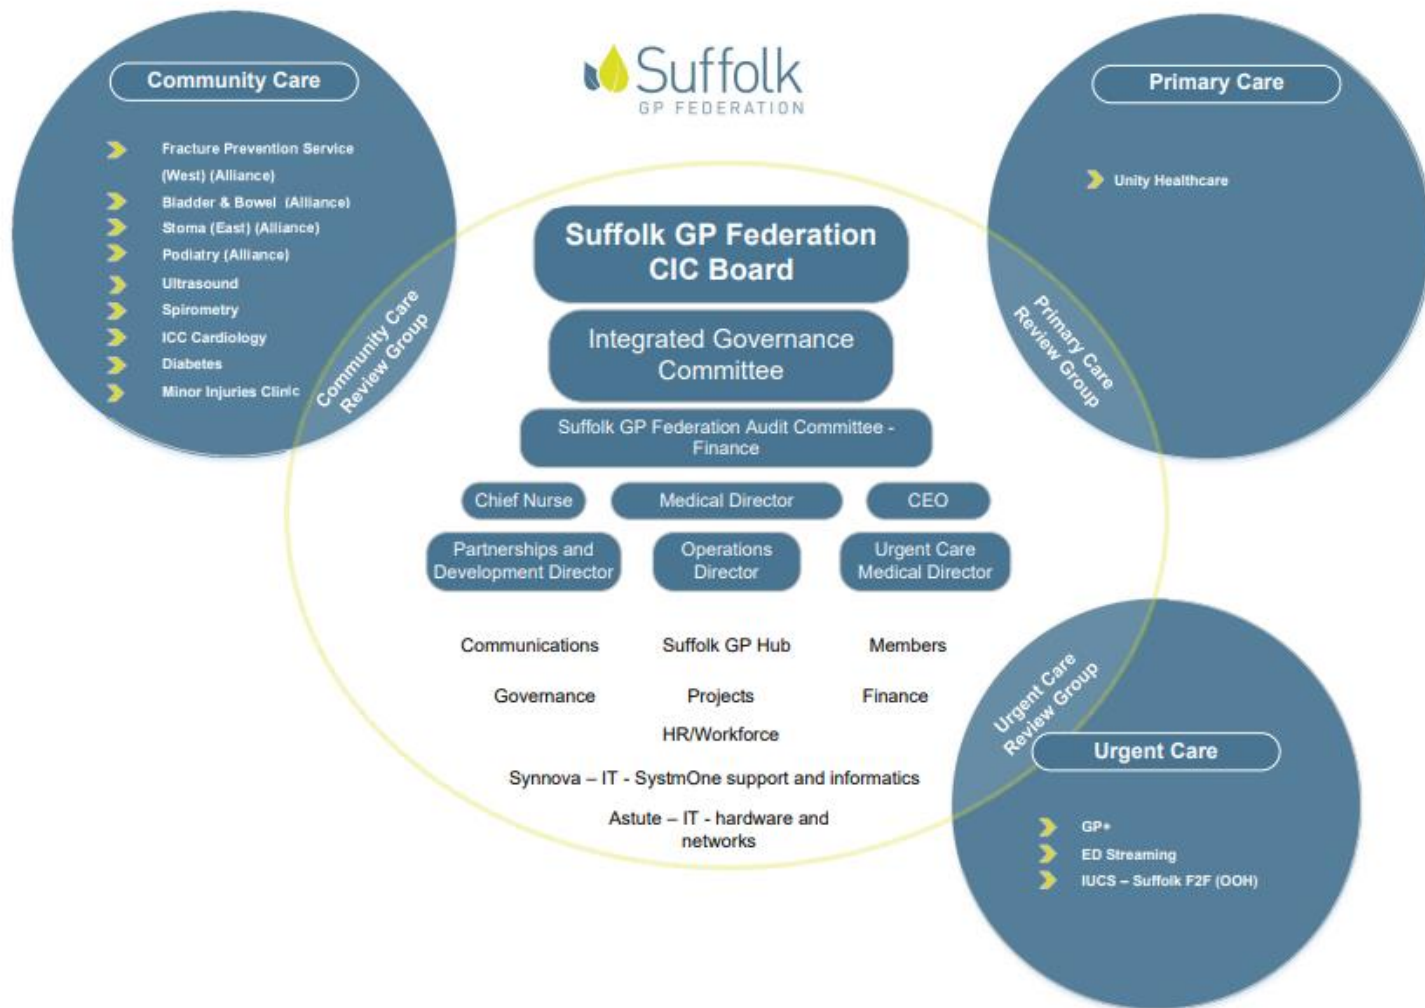 Suffolk
GP FEDERATION
Community Care
Fracture Prevention Service
(West) (Alliance)
Bladder & Bowel (Alliance)
Stoma (East) (Alliance)
Podiatry (Alliance)
Ultrasound
Spirometry
ICC Cardiology
Diabetes
Minor Injuries Clinic
Community Care
Review Group
Primary Care
Unity Healthcare
Primary Care
Review Group
Suffolk GP Federation
CIC Board
Integrated Governance
Committee
Suffolk GP Federation Audit Committee -
Finance
Chief Nurse
Medical Director
CEO
Partnerships and
Development Director
Operations
Director
Urgent Care
Medical Director
Communications
Suffolk GP Hub
Members
Governance
Projects
Finance
HR/Workforce
Synnova – IT - SystmOne support and informatics
Astute – IT - hardware and
networks
Urgent Care
Review Group
Urgent Care
GP+
ED Streaming
IUCS – Suffolk F2F (OOH)